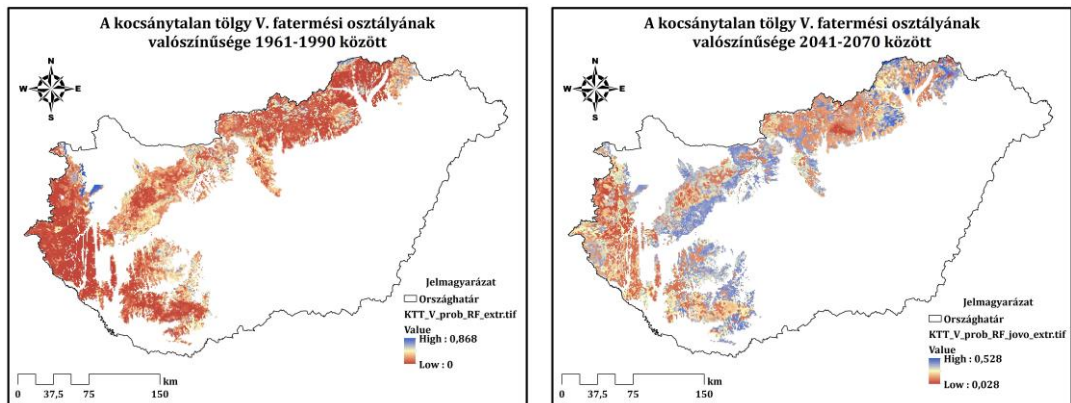 A kocsánytalan tölgy V. fatermési osztályának
valószínűsége 1961-1990 között
N
W E
S
Jelmagyarázat
Országhatár
KTT_V_prob_RF_extr.tif
Value
High : 0,868
Low : 0
km
0 37,5 75 150
A kocsánytalan tölgy V. fatermési osztályának
valószínűsége 2041-2070 között
N
W E
S
Jelmagyarázat
Országhatár
KTT_V_prob_RF_jovo_extr.tif
Value
High : 0,528
Low : 0,028
km
0 37,5 75 150